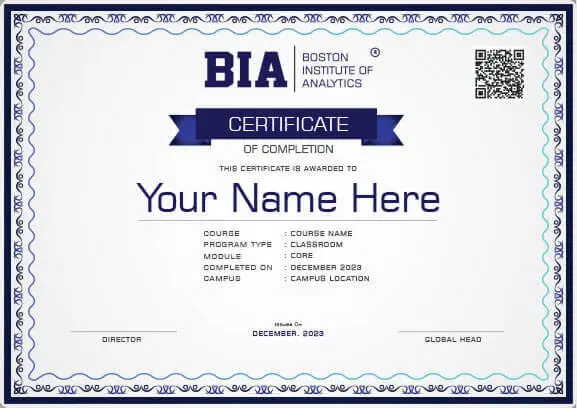 BIA
BOSTON
INSTITUTE OF
ANALYTICS
®
CERTIFICATE
OF COMPLETION
THIS CERTIFICATE IS AWARDED TO
Your Name Here
COURSE : COURSE NAME
PROGRAM TYPE : CLASSROOM
MODULE : CORE
COMPLETED ON : DECEMBER 2023
CAMPUS : CAMPUS LOCATION
Issued On
DECEMBER, 2023
DIRECTOR
GLOBAL HEAD